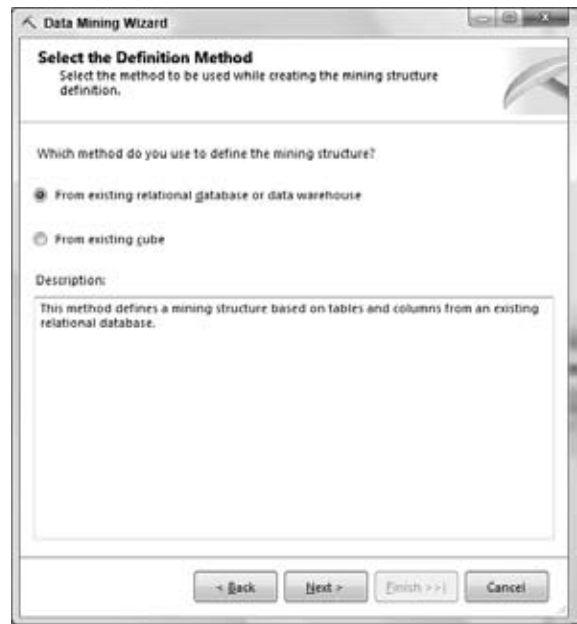 Data Mining Wizard
Select the Definition Method
Select the method to be used while creating the mining structure
definition.
Which method do you use to define the mining structure?
From existing relational database or data warehouse
From existing cube
Description:
This method defines a mining structure based on tables and columns from an existing
relational database.
< Back
Next >
Finish >>|
Cancel